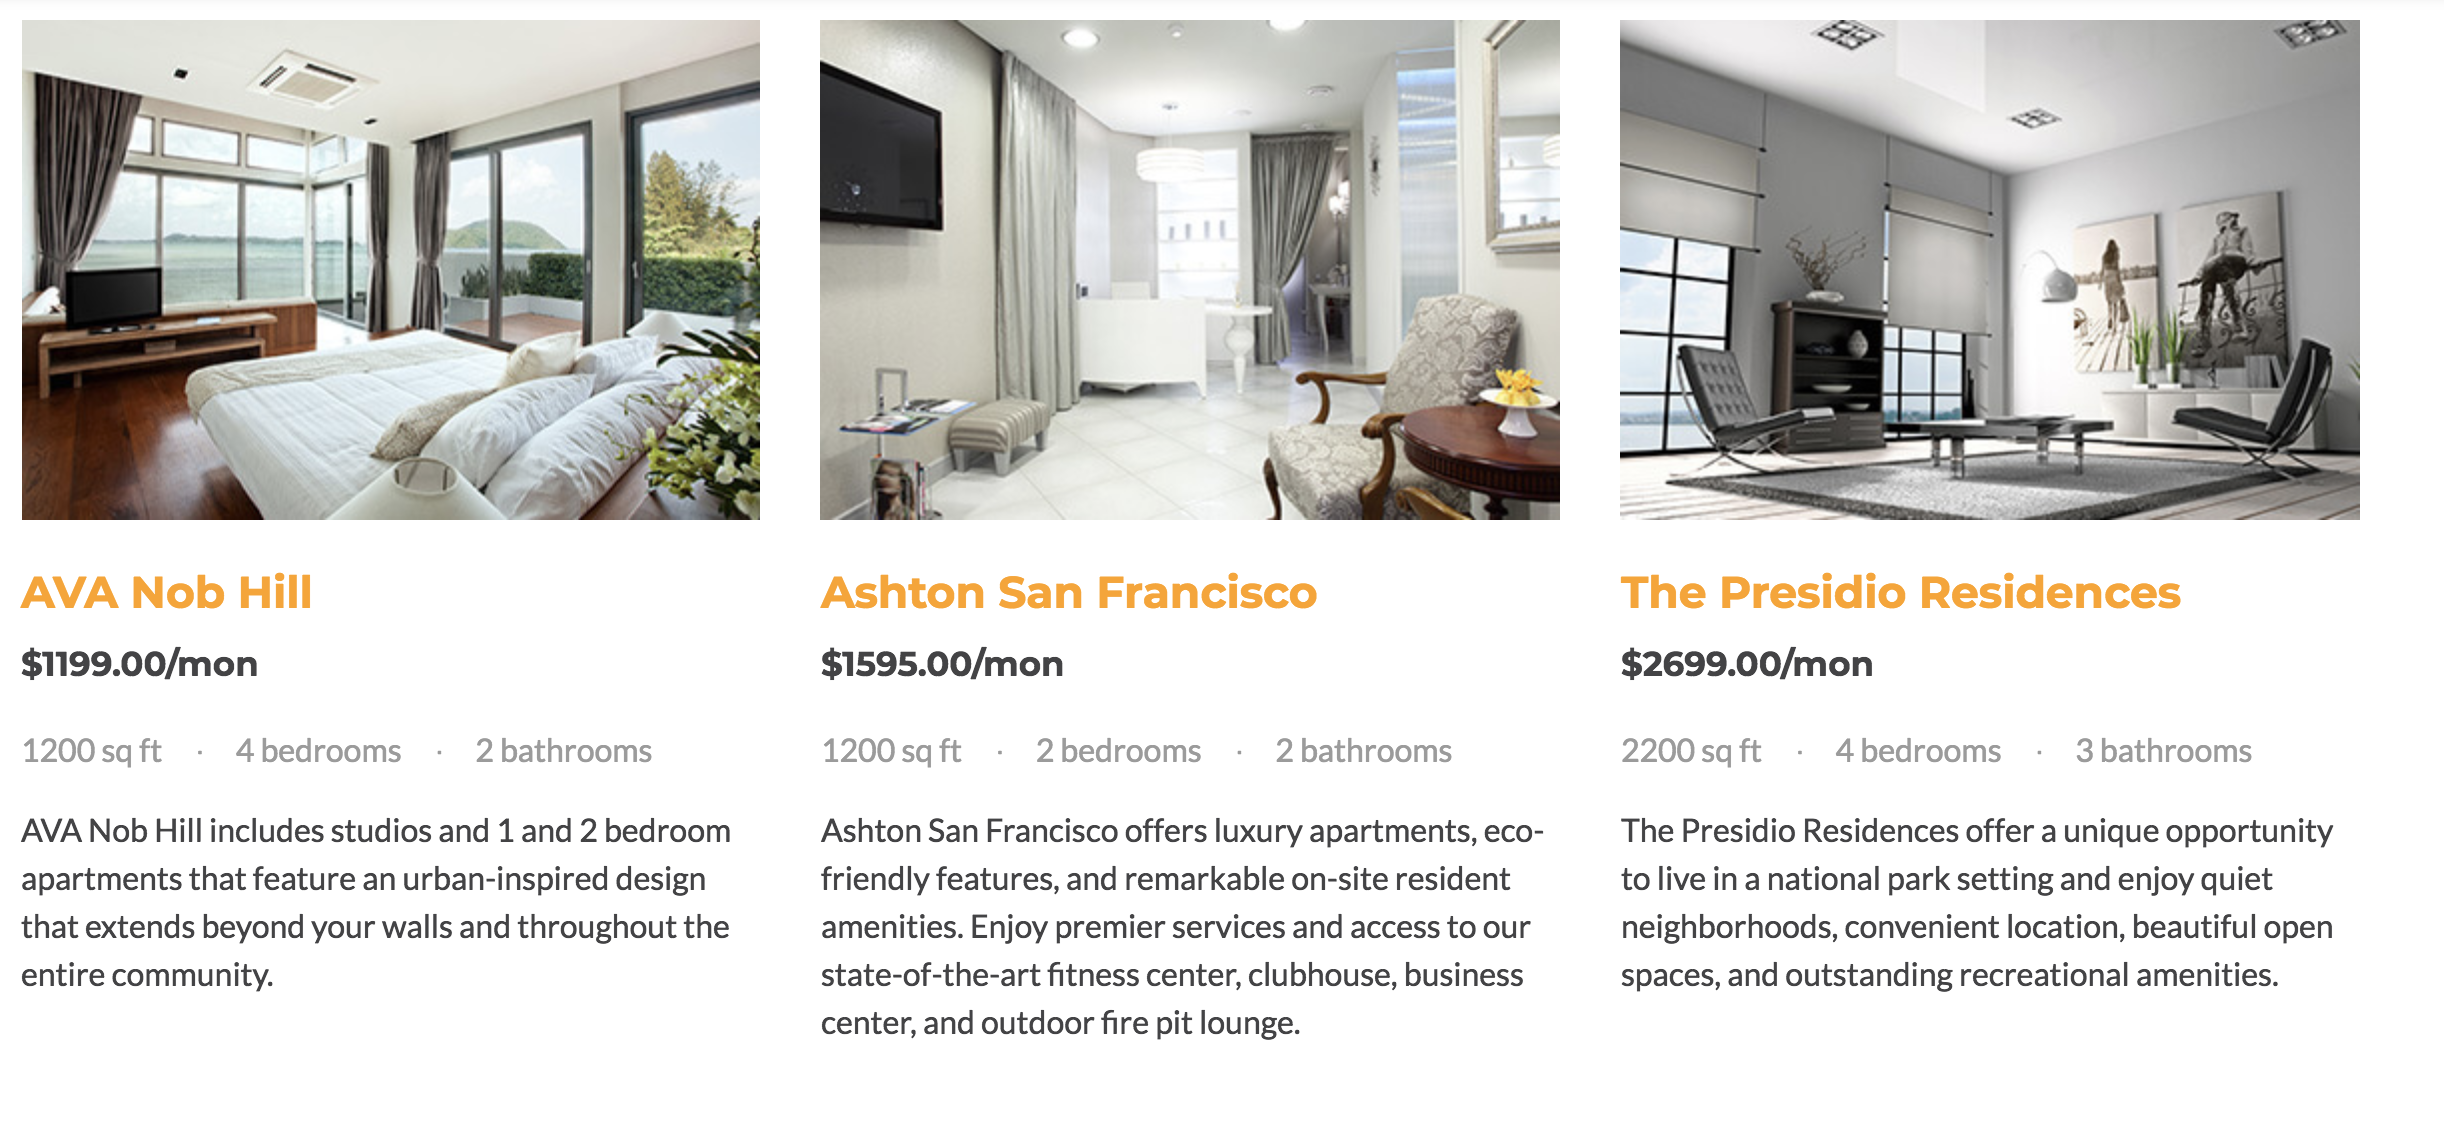 AVA Nob Hill
$1199.00/mon
1200 sq ft · 4 bedrooms · 2 bathrooms
AVA Nob Hill includes studios and 1 and 2 bedroom
apartments that feature an urban-inspired design
that extends beyond your walls and throughout the
entire community.
Ashton San Francisco
$1595.00/mon
1200 sq ft · 2 bedrooms · 2 bathrooms
Ashton San Francisco offers luxury apartments, eco-
friendly features, and remarkable on-site resident
amenities. Enjoy premier services and access to our
state-of-the-art fitness center, clubhouse, business
center, and outdoor fire pit lounge.
The Presidio Residences
$2699.00/mon
2200 sq ft · 4 bedrooms · 3 bathrooms
The Presidio Residences offer a unique opportunity
to live in a national park setting and enjoy quiet
neighborhoods, convenient location, beautiful open
spaces, and outstanding recreational amenities.